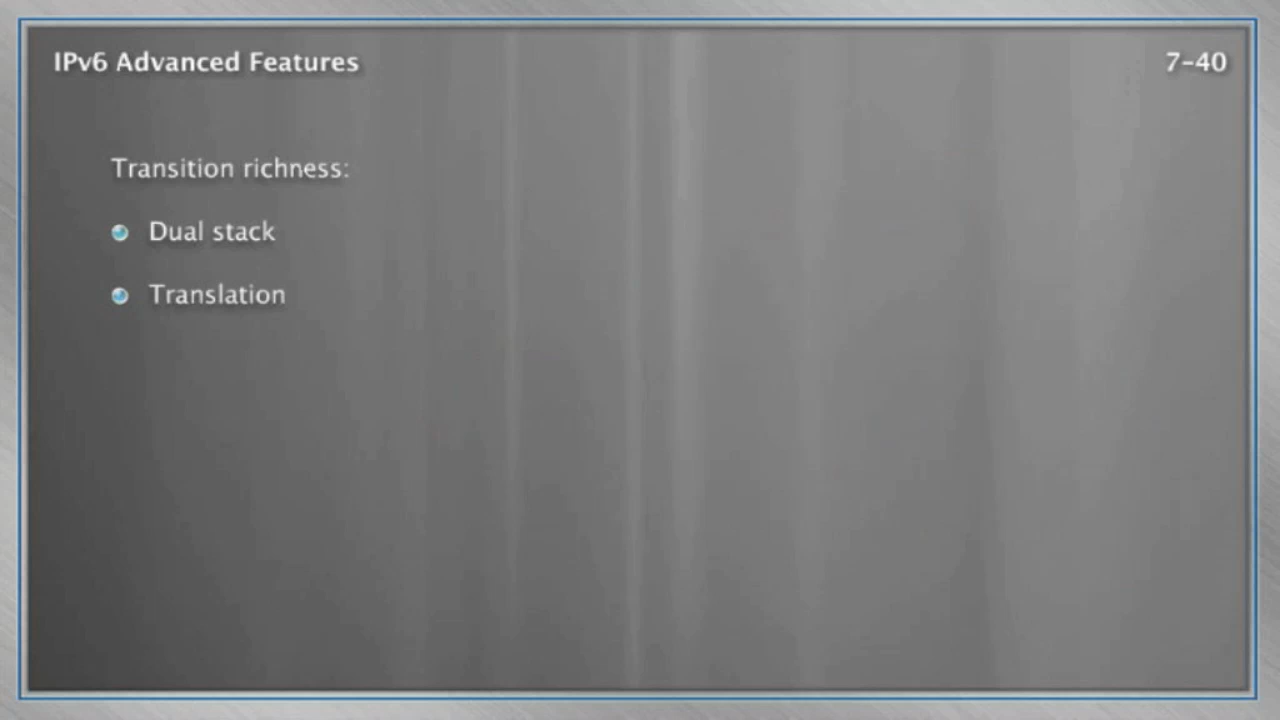 IPv6 Advanced Features
7-40
Transition richness:
Dual stack
Translation